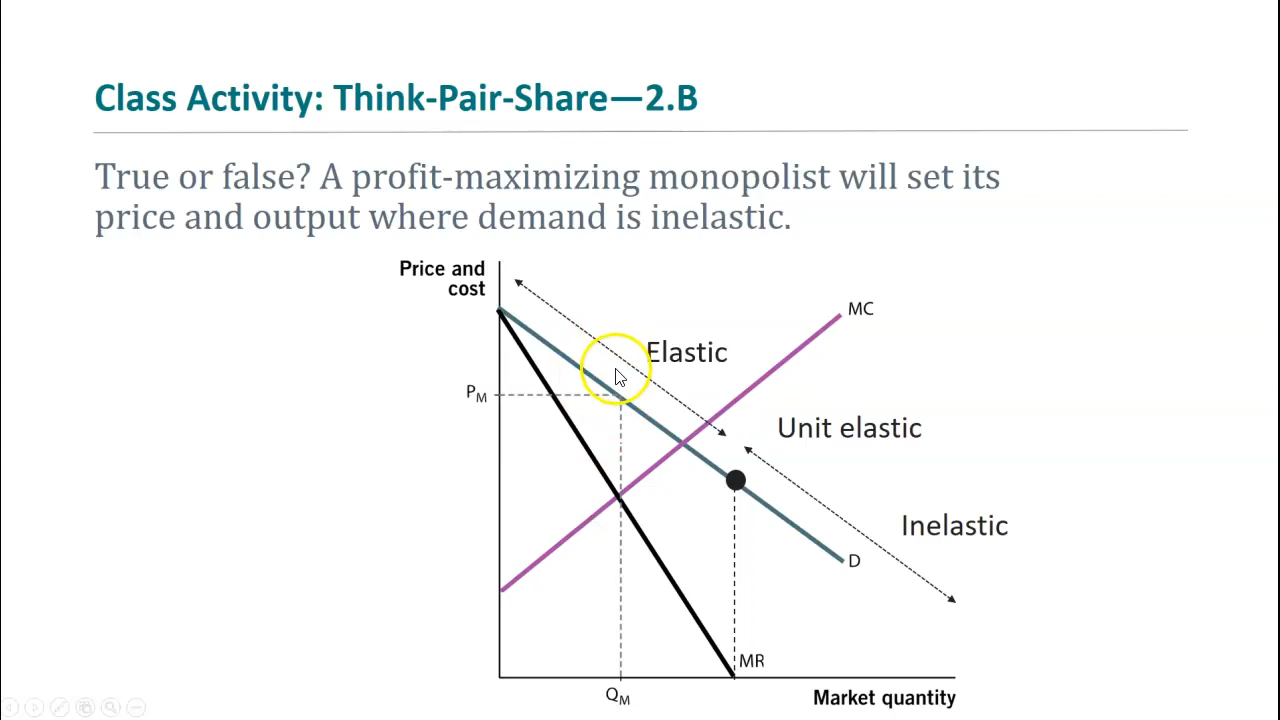 Class Activity: Think-Pair-Share—2.B
True or false? A profit-maximizing monopolist will set its
price and output where demand is inelastic.
Price and
cost
MC
Elastic
PM
Unit elastic
Inelastic
D
MR
QM
Market quantity